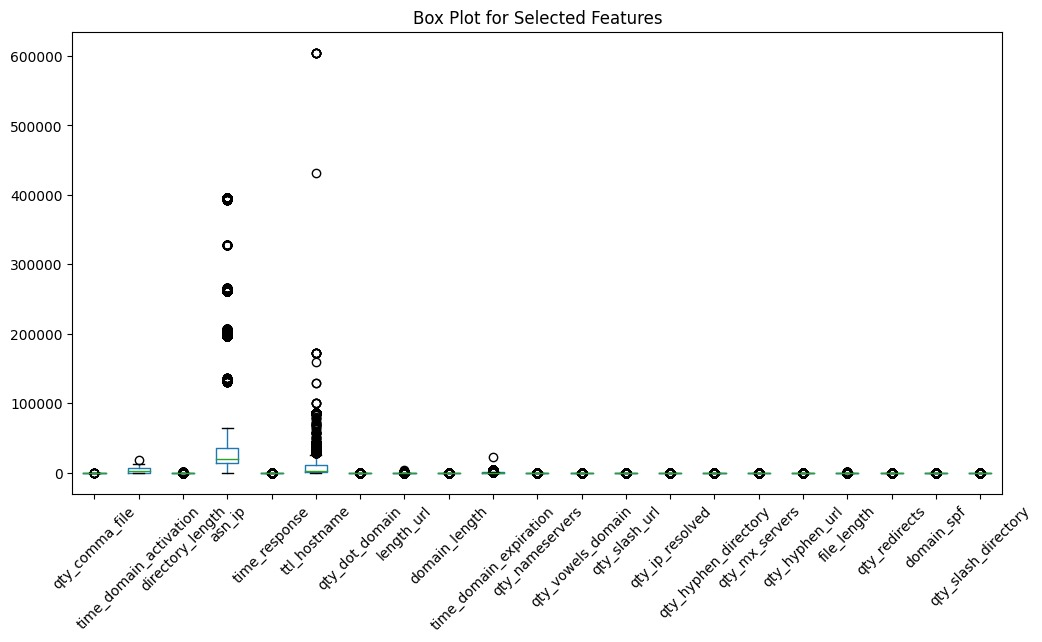 Box Plot for Selected Features
600000
500000
400000
300000
200000
100000
0
qty_comma_file
time_domain_activation
directory_length
asn_ip
time_response
ttl_hostname
qty_dot_domain
length_url
domain_length
time_domain_expiration
qty_nameservers
qty_vowels_domain
qty_slash_url
qty_ip_resolved
qty_hyphen_directory
qty_mx_servers
qty_hyphen_url
file_length
qty_redirects
domain_spf
qty_slash_directory